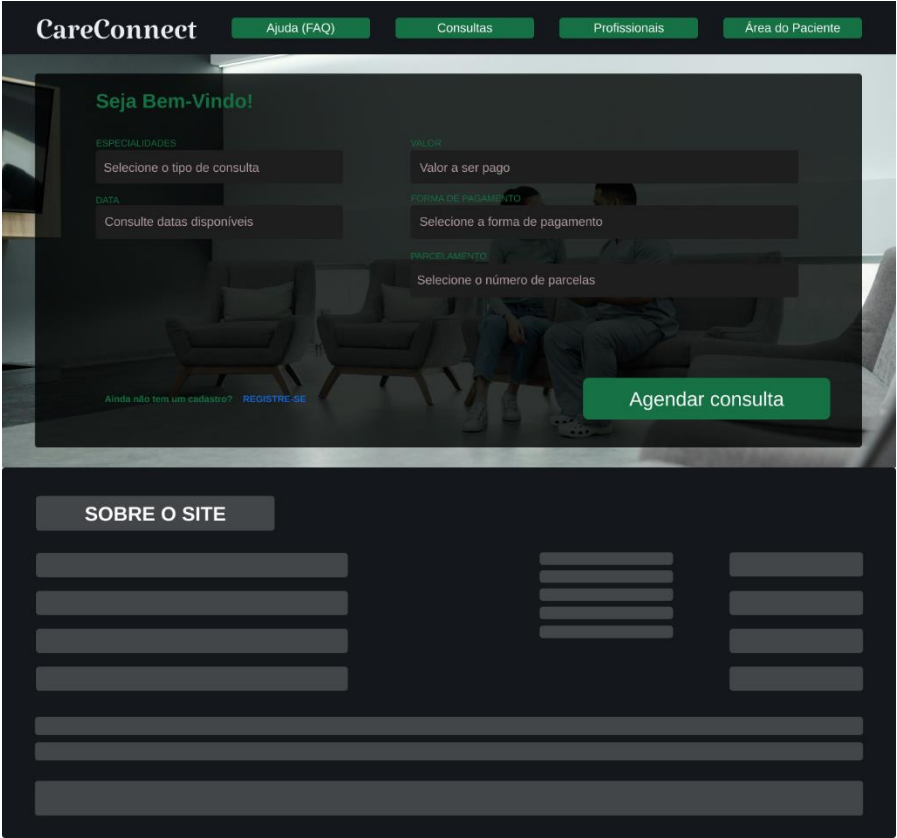 CareConnect
Ajuda (FAQ)
Consultas
Profissionais
Área do Paciente
Seja Bem-Vindo!
ESPECIALIDADES
Selecione o tipo de consulta
DATA
Consulte datas disponíveis
VALOR
Valor a ser pago
FORMA DE PAGAMENTO
Selecione a forma de pagamento
PARCELAMENTO
Selecione o número de parcelas
Ainda não tem um cadastro? REGISTRE-SE
Agendar consulta
SOBRE O SITE